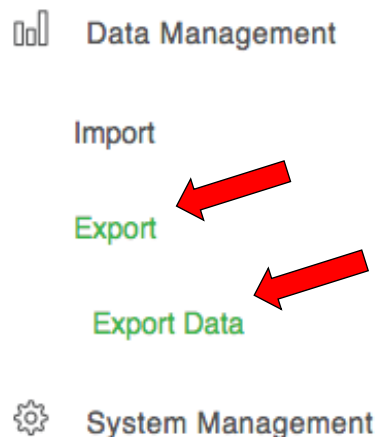 Data Management
Import
Export
Export Data
System Management